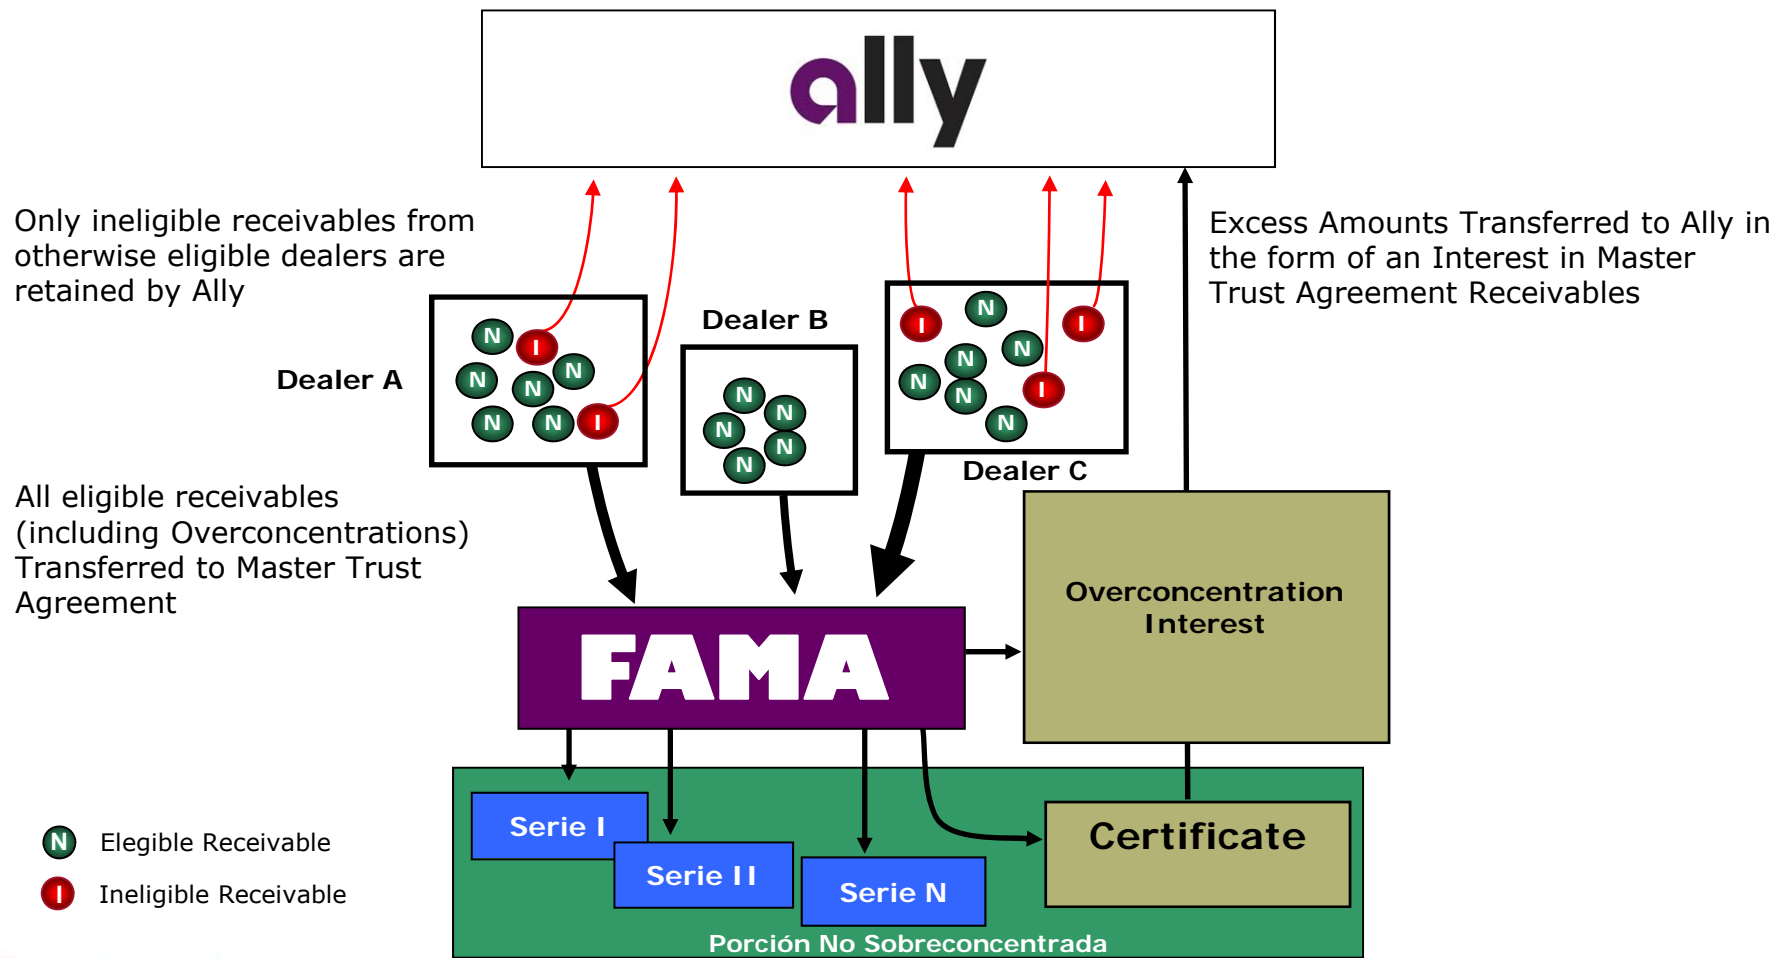 ally
Only ineligible receivables from
otherwise eligible dealers are
retained by Ally
Excess Amounts Transferred to Ally in
the form of an Interest in Master
Trust Agreement Receivables
Dealer A
N
I
N
N
N
N
N
I
Dealer B
N
N
N
N
N
I
N
I
N
N
N
N
I
N
N
Dealer C
All eligible receivables
(including Overconcentrations)
Transferred to Master Trust
Agreement
FAMA
Overconcentration
Interest
Serie I
Serie II
Serie N
Certificate
Porción No Sobreconcentrada
N Elegible Receivable
I Ineligible Receivable